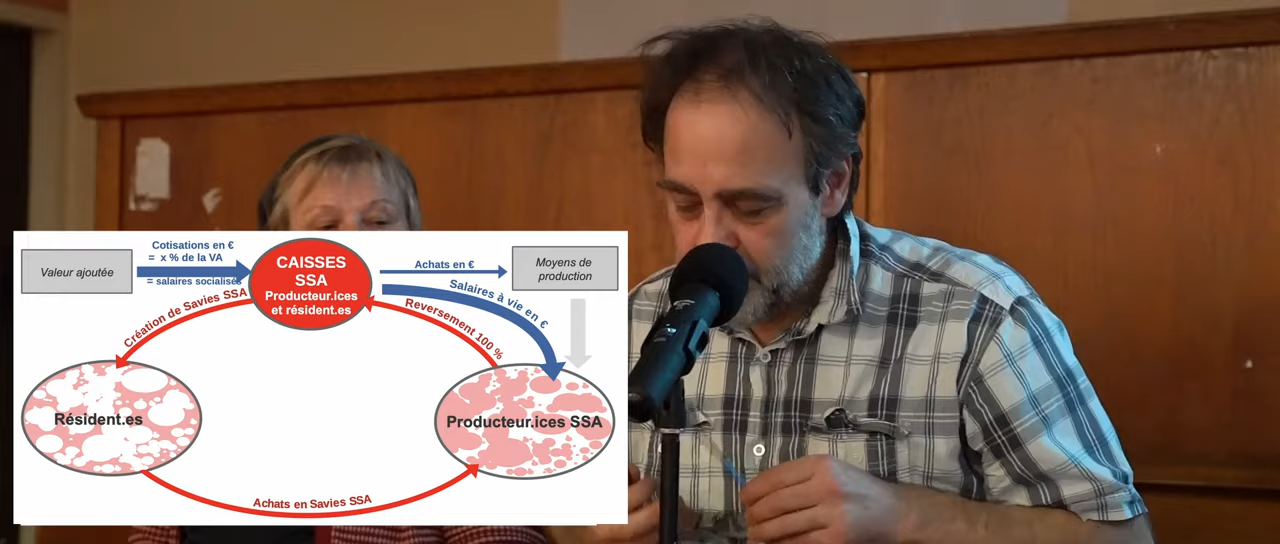 Valeur ajoutée
Cotisations en €
= x % de la VA
= salaires socialisés
CAISSES
SSA
Producteur.ices
et résident.es
Achats en €
Moyens de
production
Salaires à vie en €
Reversement 100 %
Création de Savies SSA
Résident.es
Producteur.ices SSA
Achats en Savies SSA